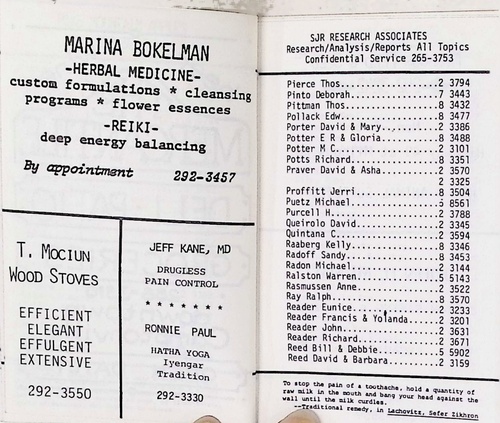 MARINA BOKELMAN
-HERBAL MEDICINE-
custom formulations * cleansing
programs * flower essences
-REIKI-
deep energy balancing
By appointment 292-3457
T. MOCIUN
WOOD STOVES
EFFICIENT
ELEGANT
EFFULGENT
EXTENSIVE
292-3550
JEFF KANE, MD
DRUGLESS
PAIN CONTROL
* * * * * * *
RONNIE PAUL
HATHA YOGA
Iyengar
Tradition
292-3330
SJR RESEARCH ASSOCIATES
Research/Analysis/Reports All Topics
Confidential Service 265-3753
Pierce Thos....................2 3794
Pinto Deborah..................7 3443
Pittman Thos...................8 3432
Pollack Edw....................8 3477
Porter David & Mary............2 3386
Porter E R & Gloria............8 3488
Potter M C.....................2 3101
Potts Richard..................8 3351
Praver David & Asha............2 3570
2 3325
Proffitt Jerri.................8 3504
Puetz Michael..................5 8561
Purcell H......................2 3788
Queirolo David.................2 3345
Quintana C.....................2 3594
Raaberg Kelly..................8 3346
Radoff Sandy...................8 3453
Radon Michael..................2 3144
Ralston Warren.................5 5143
Rasmussen Anne.................2 3522
Ray Ralph......................8 3570
Reader Eunice..................2 3233
Reader Francis & Yolanda.......2 3201
Reader John....................2 3631
Reader Richard.................2 3671
Reed Bill & Debbie.............5 5902
Reed David & Barbara...........2 3159
To stop the pain of a toothache, hold a quantity of
raw milk in the mouth and bang your head against the
wall until the milk curdles.
--Traditional remedy, in Lachovitz, Sefer Zikhron